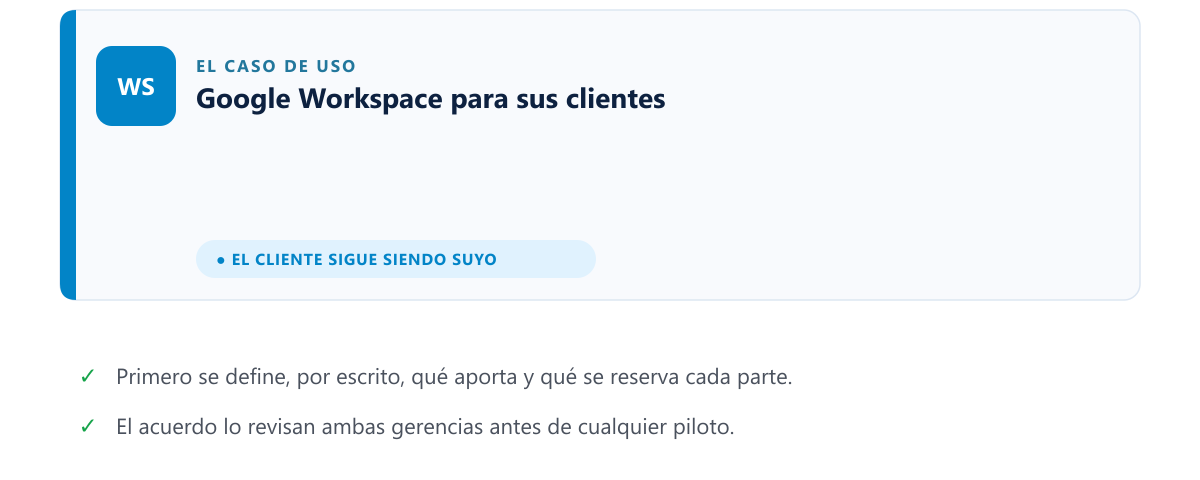 WS
EL CASO DE USO
Google Workspace para sus clientes
● EL CLIENTE SIGUE SIENDO SUYO
✓ Primero se define, por escrito, qué aporta y qué se reserva cada parte.
✓ El acuerdo lo revisan ambas gerencias antes de cualquier piloto.